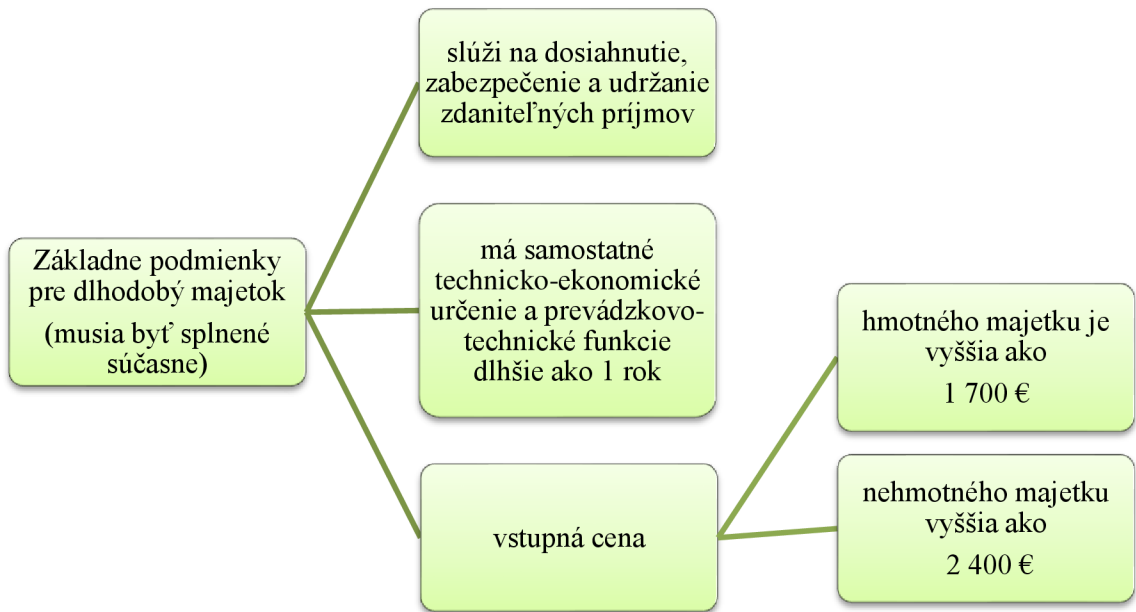 Základne podmienky
pre dlhodobý majetok
(musia byť splnené
súčasne)
slúži na dosiahnutie,
zabezpečenie a udržanie
zdaniteľných príjmov
má samostatné
technicko-ekonomické
určenie a prevádzkovo-
technické funkcie
dlhšie ako 1 rok
vstupná cena
hmotného majetku je
vyššia ako
1 700 €
nehmotného majetku
vyššia ako
2 400 €